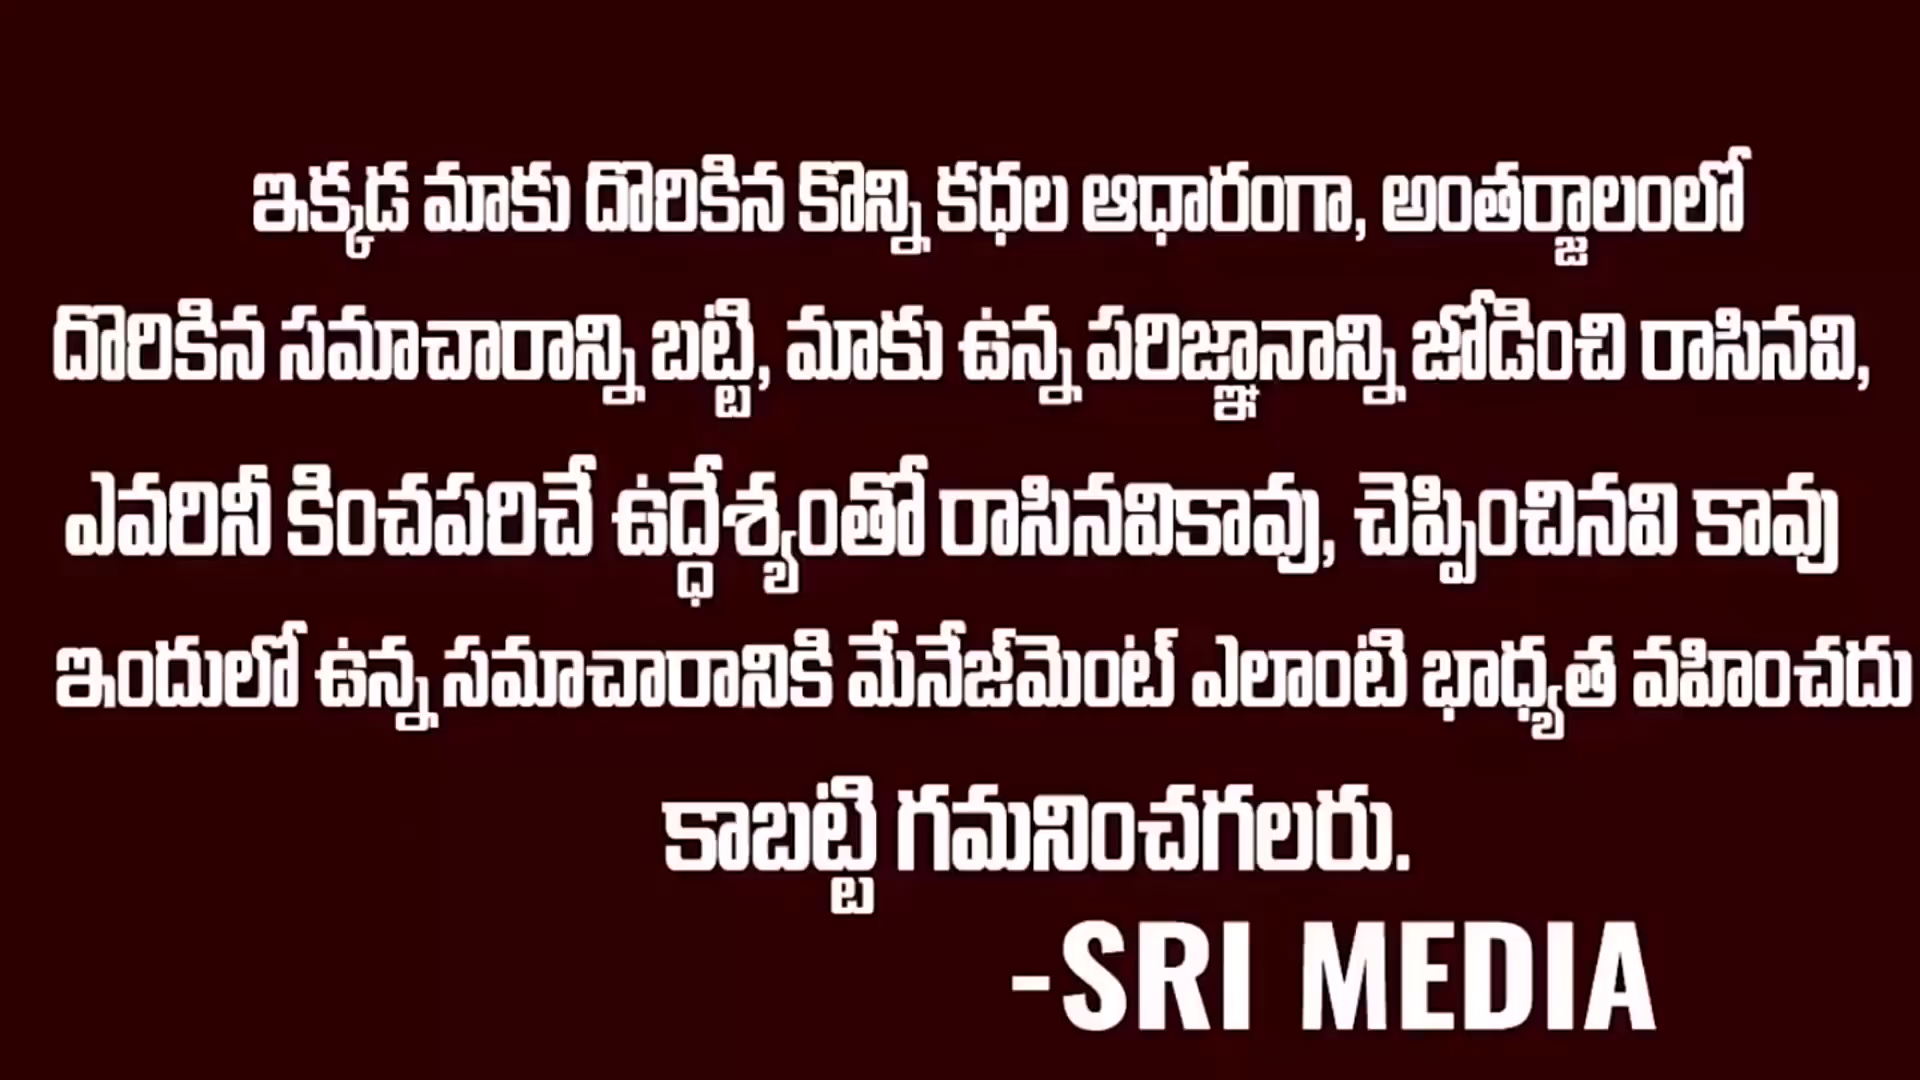 ఇక్కడ మాకు దొరికిన కొన్ని కధల ఆధారంగా, అంతర్జాలంలో
దొరికిన సమాచారాన్ని బట్టి, మాకు ఉన్న పరిజ్ఞానాన్ని జోడించి రాసినవి,
ఎవరినీ కించపరిచే ఉద్ధేశ్యంతో రాసినవికావు, చెప్పించినవి కావు
ఇందులో ఉన్న సమాచారానికి మేనేజ్‌మెంట్ ఎలాంటి భాధ్యత వహించదు
కాబట్టి గమనించగలరు.
-SRI MEDIA